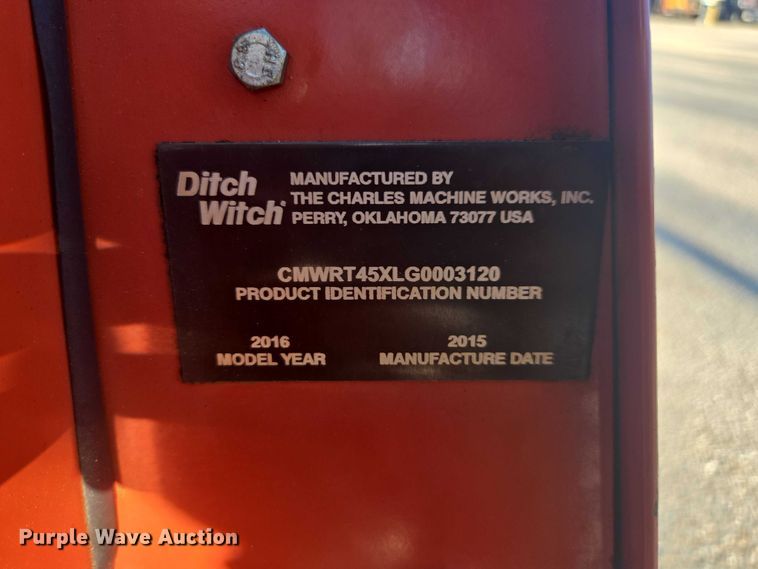 Ditch Witch®
MANUFACTURED BY
THE CHARLES MACHINE WORKS, INC.
PERRY, OKLAHOMA 73077 USA
CMWRT45XLG0003120
PRODUCT IDENTIFICATION NUMBER
2016
MODEL YEAR
2015
MANUFACTURE DATE
Purple Wave Auction